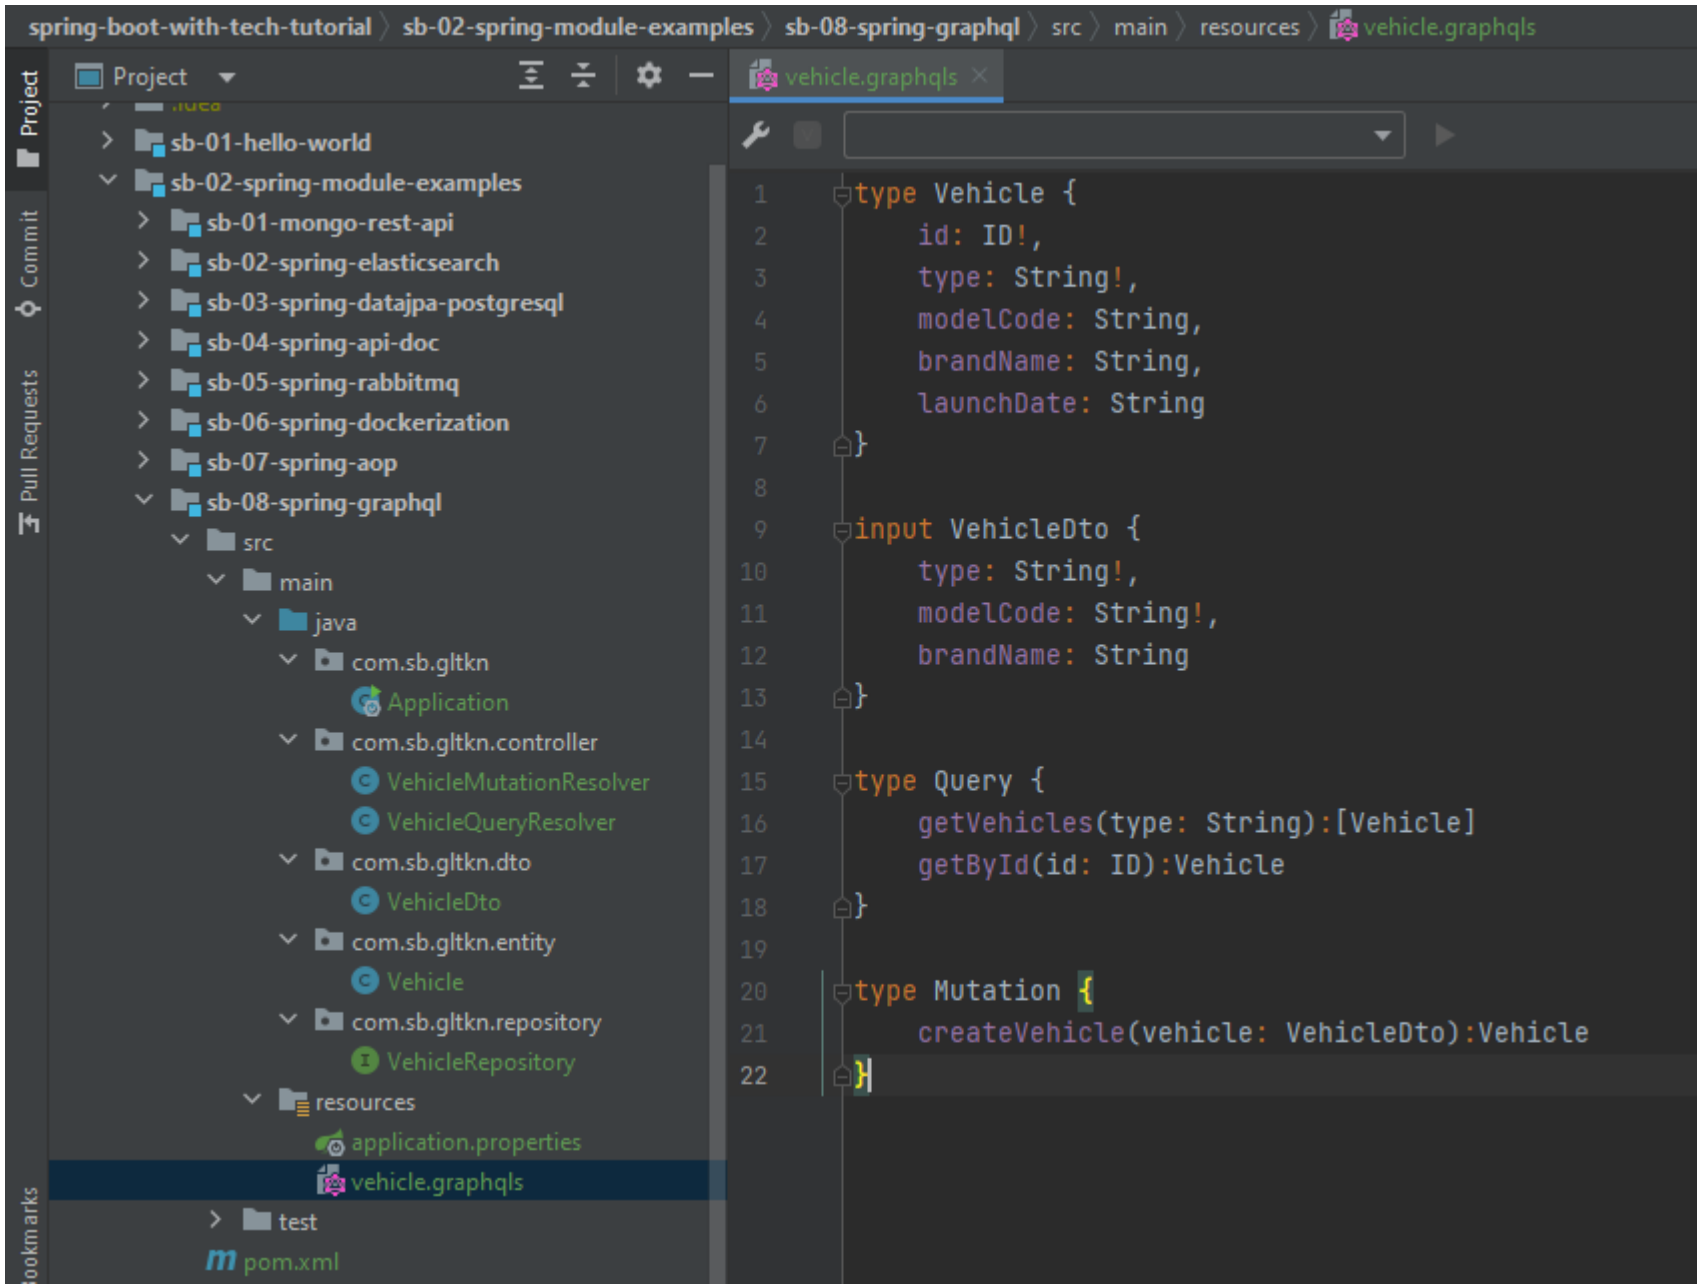 spring-boot-with-tech-tutorial sb-02-spring-module-examples sb-08-spring-graphql src main resources vehicle.graphqls
Project
Commit
Pull Requests
Project
.idea
sb-01-hello-world
sb-02-spring-module-examples
sb-01-mongo-rest-api
sb-02-spring-elasticsearch
sb-03-spring-datajpa-postgresql
sb-04-spring-api-doc
sb-05-spring-rabbitmq
sb-06-spring-dockerization
sb-07-spring-aop
sb-08-spring-graphql
src
main
java
com.sb.gltkn
Application
com.sb.gltkn.controller
VehicleMutationResolver
VehicleQueryResolver
com.sb.gltkn.dto
VehicleDto
com.sb.gltkn.entity
Vehicle
com.sb.gltkn.repository
VehicleRepository
resources
application.properties
vehicle.graphqls
test
pom.xml
vehicle.graphqls
1 type Vehicle {
2 id: ID!,
3 type: String!,
4 modelCode: String,
5 brandName: String,
6 launchDate: String
7 }
8
9 input VehicleDto {
10 type: String!,
11 modelCode: String!,
12 brandName: String
13 }
14
15 type Query {
16 getVehicles(type: String):[Vehicle]
17 getById(id: ID):Vehicle
18 }
19
20 type Mutation {
21 createVehicle(vehicle: VehicleDto):Vehicle
22 }